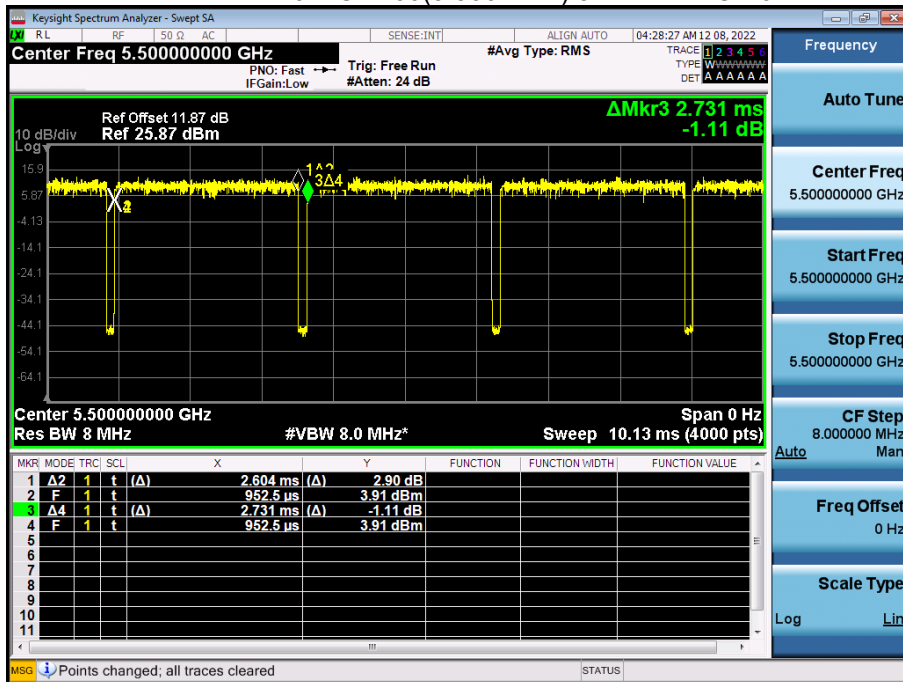 Keysight Spectrum Analyzer - Swept SA
LXI RL RF 50 Ω AC SENSE:INT ALIGN AUTO 04:28:27 AM 12 08, 2022
Center Freq 5.500000000 GHz
#Avg Type: RMS
TRACE 1 2 3 4 5 6
PNO: Fast Trig: Free Run
TYPE WWWWWW
IFGain:Low #Atten: 24 dB
DET A A A A A A
Frequency
Auto Tune
Center Freq
5.500000000 GHz
Start Freq
5.500000000 GHz
Stop Freq
5.500000000 GHz
CF Step
8.000000 MHz
Auto Man
Freq Offset
0 Hz
Scale Type
Log Lin
ΔMkr3 2.731 ms
-1.11 dB
Ref Offset 11.87 dB
10 dB/div Ref 25.87 dBm
Log
15.9
5.87
-4.13
-14.1
-24.1
-34.1
-44.1
-54.1
-64.1
3Δ4
Center 5.500000000 GHz Span 0 Hz
Res BW 8 MHz #VBW 8.0 MHz* Sweep 10.13 ms (4000 pts)
MKR MODE TRC SCL X Y FUNCTION FUNCTION WIDTH FUNCTION VALUE
1 Δ2 1 t (Δ) 2.604 ms (Δ) 2.90 dB
2 F 1 t 952.5 µs 3.91 dBm
3 Δ4 1 t (Δ) 2.731 ms (Δ) -1.11 dB
4 F 1 t 952.5 µs 3.91 dBm
5
6
7
8
9
10
11
MSG Points changed; all traces cleared STATUS